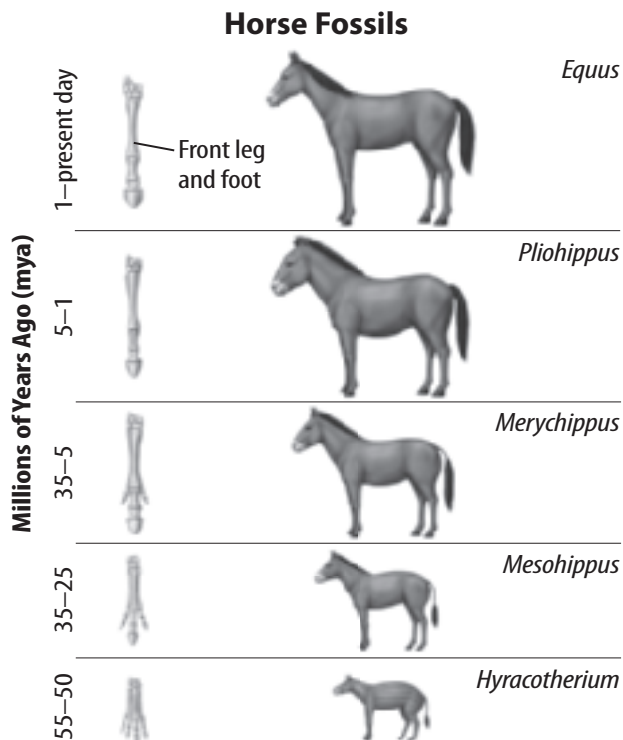 Horse Fossils
Millions of Years Ago (mya)
1–present day
Front leg
and foot
Equus
5–1
Pliohippus
35–5
Merychippus
35–25
Mesohippus
55–50
Hyracotherium